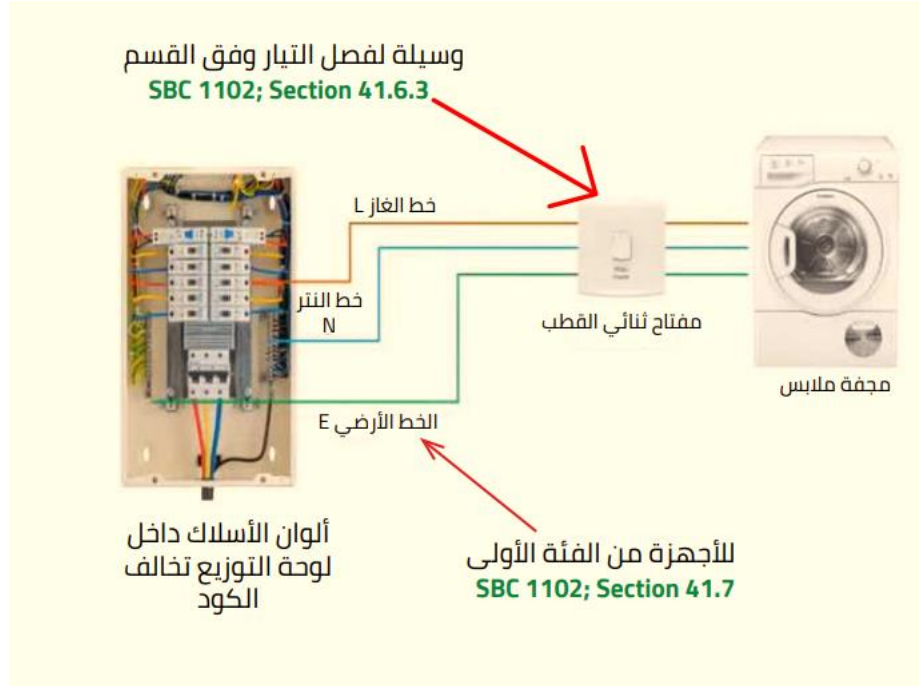 وسيلة لفصل التيار وفق القسم
SBC 1102; Section 41.6.3
خط الغاز L
خط النتر
N
مفتاح ثنائي القطب
مجفة ملابس
الخط الأرضي E
ألوان الأسلاك داخل
لوحة التوزيع تخالف
الكود
للأجهزة من الفئة الأولى
SBC 1102; Section 41.7